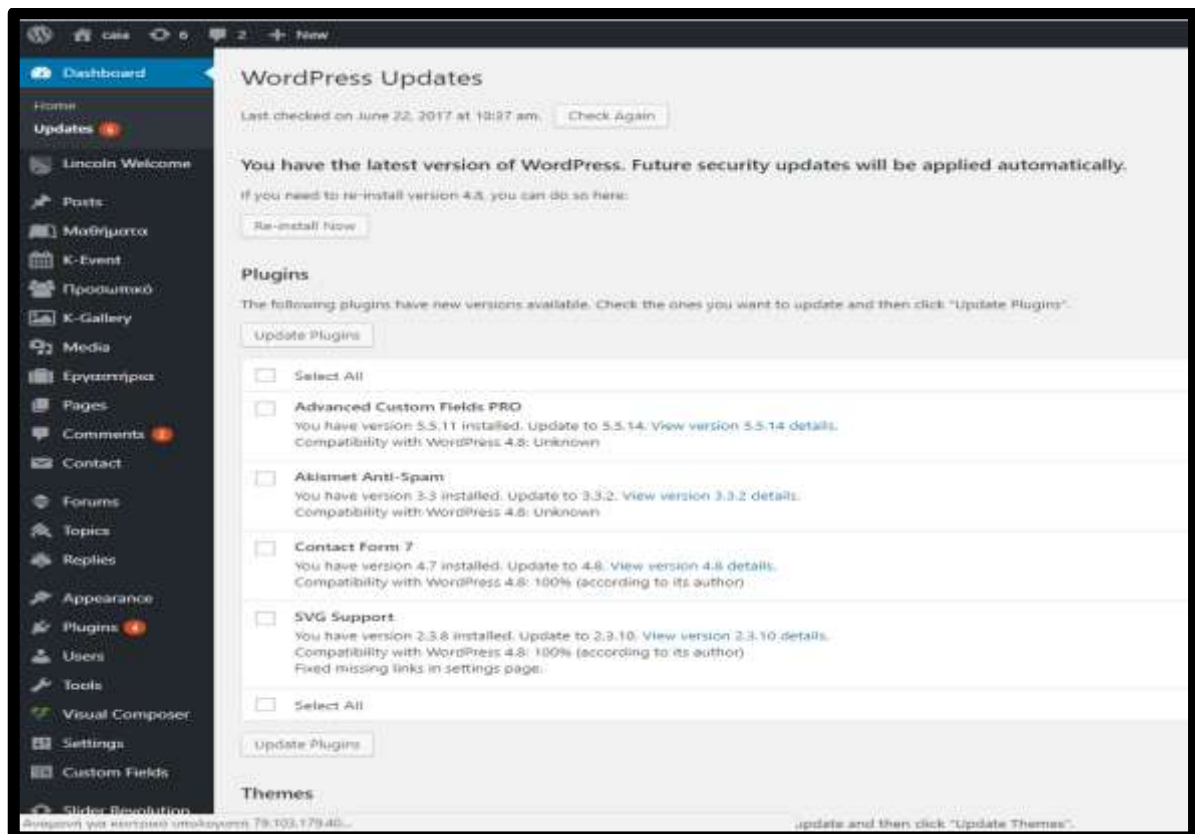 caia 6 2 + New
Dashboard
Home
Updates 6
Lincoln Welcome
Posts
Μαθήματα
K-Event
Προσωπικό
K-Gallery
Media
Εργαστήρια
Pages
Comments 2
Contact
Forums
Topics
Replies
Appearance
Plugins 4
Users
Tools
Visual Composer
Settings
Custom Fields
Slider Revolution
WordPress Updates
Last checked on June 22, 2017 at 10:37 am. Check Again
You have the latest version of WordPress. Future security updates will be applied automatically.
If you need to re-install version 4.8, you can do so here:
Re-install Now
Plugins
The following plugins have new versions available. Check the ones you want to update and then click "Update Plugins".
Update Plugins
Select All
Advanced Custom Fields PRO
You have version 5.5.11 installed. Update to 5.5.14. View version 5.5.14 details.
Compatibility with WordPress 4.8: Unknown
Akismet Anti-Spam
You have version 3.3 installed. Update to 3.3.2. View version 3.3.2 details.
Compatibility with WordPress 4.8: Unknown
Contact Form 7
You have version 4.7 installed. Update to 4.8. View version 4.8 details.
Compatibility with WordPress 4.8: 100% (according to its author)
SVG Support
You have version 2.3.8 installed. Update to 2.3.10. View version 2.3.10 details.
Compatibility with WordPress 4.8: 100% (according to its author)
Fixed missing links in settings page.
Select All
Update Plugins
Themes
update and then click "Update Themes".
Αναμονή για κεντρικό υπολογιστή 79.103.179.40...